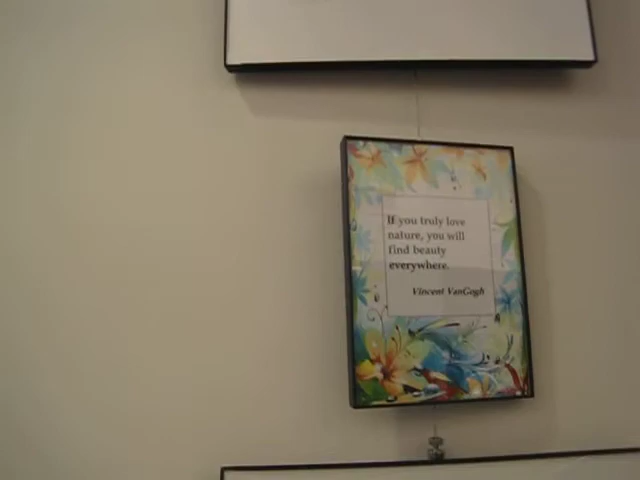 If you truly love
nature, you will
find beauty
everywhere.
Vincent VanGogh